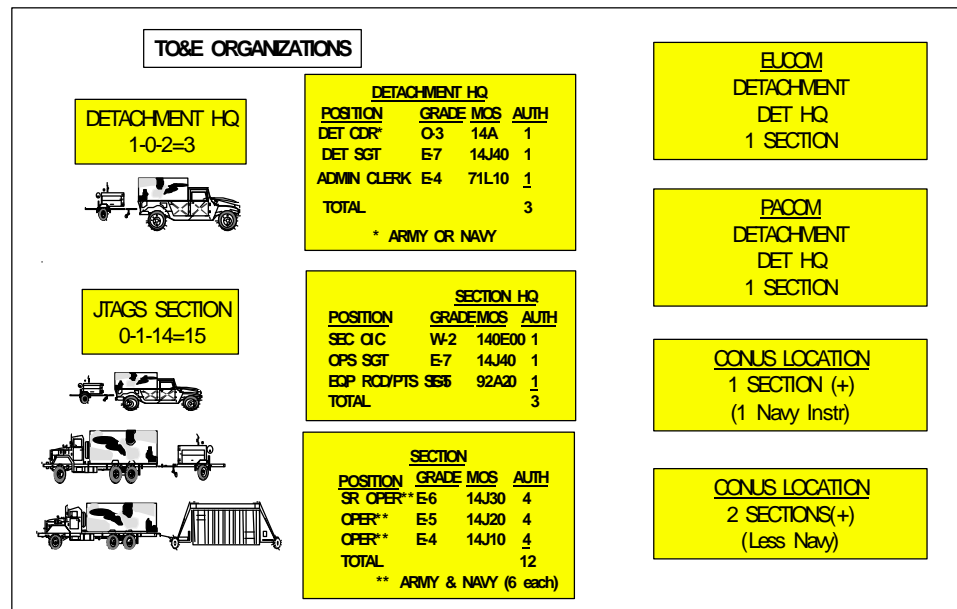 TO&E ORGANIZATIONS
DETACHMENT HQ
1-0-2=3
DETACHMENT HQ
POSITION GRADE MOS AUTH
DET CDR* O-3 14A 1
DET SGT E-7 14J40 1
ADMIN CLERK E-4 71L10 1
TOTAL 3
* ARMY OR NAVY
JTAGS SECTION
0-1-14=15
SECTION HQ
POSITION GRADE MOS AUTH
SEC OIC W-2 140E00 1
OPS SGT E-7 14J40 1
EQP RCD/PTS 92A20 1
TOTAL 3
SECTION
POSITION GRADE MOS AUTH
SR OPER** E-6 14J30 4
OPER** E-5 14J20 4
OPER** E-4 14J10 4
TOTAL 12
** ARMY & NAVY (6 each)
EUCOM
DETACHMENT
DET HQ
1 SECTION
PACOM
DETACHMENT
DET HQ
1 SECTION
CONUS LOCATION
1 SECTION (+)
(1 Navy Instr)
CONUS LOCATION
2 SECTIONS(+)
(Less Navy)